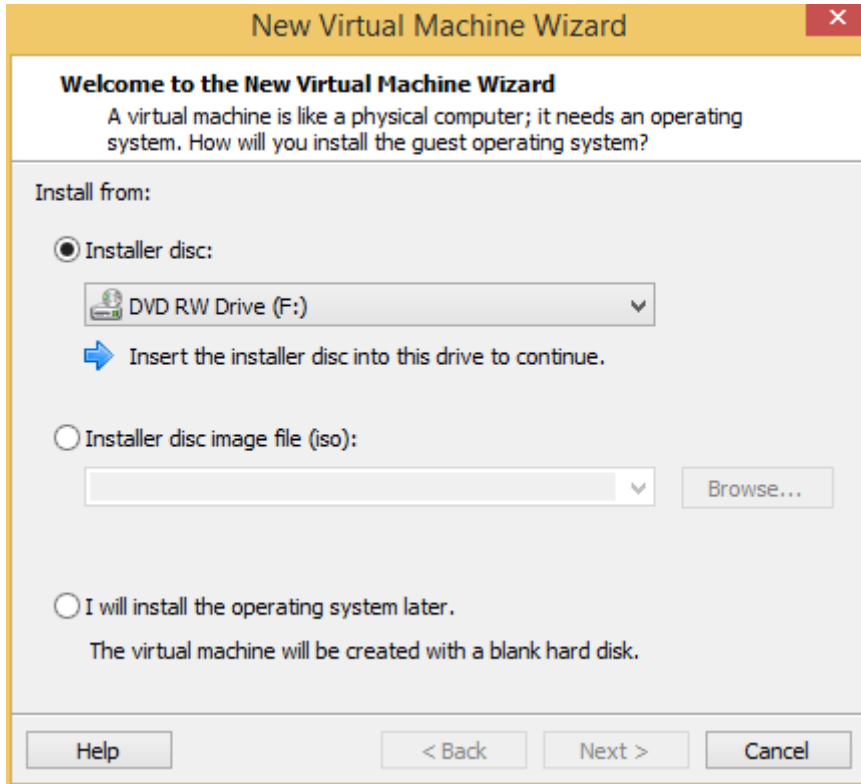 New Virtual Machine Wizard
Welcome to the New Virtual Machine Wizard
A virtual machine is like a physical computer; it needs an operating
system. How will you install the guest operating system?
Install from:
Installer disc:
DVD RW Drive (F:)
Insert the installer disc into this drive to continue.
Installer disc image file (iso):
Browse...
I will install the operating system later.
The virtual machine will be created with a blank hard disk.
Help < Back Next > Cancel